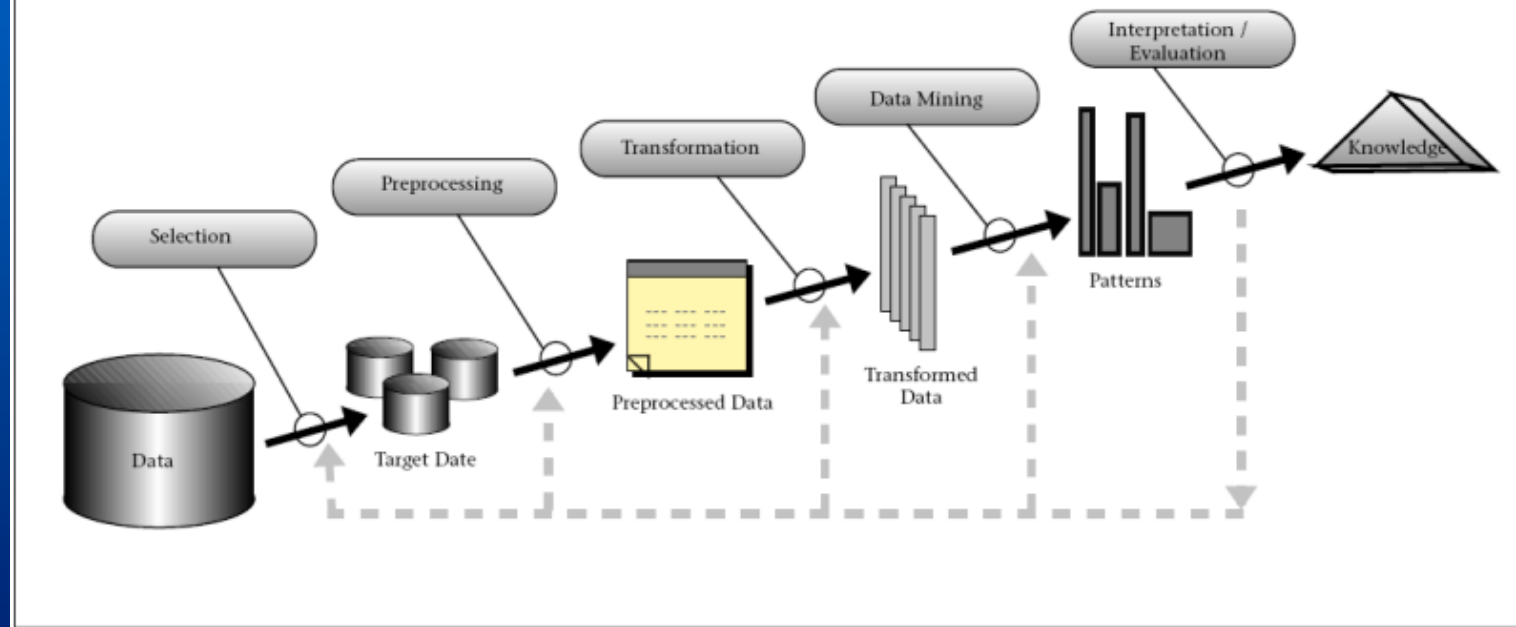 Interpretation /
Evaluation
Data Mining
Knowledge
Transformation
Preprocessing
Selection
Patterns
Transformed
Data
Preprocessed Data
Target Date
Data